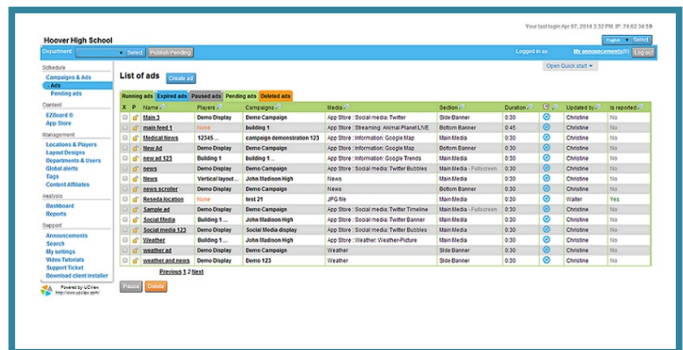 Your last login Apr 07, 2014 3:32 PM. IP: 74.62.34.59
Hoover High School
English Select
Department: Select Publish Pending Logged in as My announcements(0) Log out
Open Quick start
Schedule
Campaigns & Ads
- Ads
Pending ads
Content
EZBoard ®
App Store
Management
Locations & Players
Layout Designs
Departments & Users
Global alerts
Tags
Content Affiliates
Analysis
Dashboard
Reports
Support
Announcements
Search
My settings
Video Tutorials
Support Ticket
Download client installer
Powered by UCView
http://www.ucview.com/
List of ads Create ad
Running ads Expired ads Paused ads Pending ads Deleted ads
X P Name Players Campaigns Media Section Duration Updated by Is reported
main feed Demo Display Demo Campaign App Store : Social media: Twitter Side Banner 0:30 Christine No
main feed 1 None building 1 App Store : Streaming: Animal Planet L!VE Bottom Banner 0:45 Christine No
Medical News 12345 ... campaign demonstration 123 App Store : Information: Google Map Main Media 0:30 Christine No
New Ad Demo Display Demo Campaign App Store : Information: Google Map Bottom Banner 0:30 Christine No
new ad 123 Building 1 building 1 ... App Store : Information: Google Trends Main Media 0:30 Christine No
news Demo Display Demo Campaign App Store : Social media: Twitter Bubbles Main Media - Fullscreen 0:30 Christine No
News Vertical layout... John Madison High News Main Media 0:30 Christine No
news scroller Demo Display Demo Campaign News Bottom Banner 0:30 Christine No
Reseda location None test 21 JPG file Main Media 0:30 Walter Yes
Sample ad Demo Display Demo Campaign App Store : Social media: Twitter Timeline Main Media - Fullscreen 0:30 Christine No
Social Media Building 1 ... John Madison High App Store : Social media: Twitter Banner Main Media 0:30 Christine No
Social media 123 Demo Display Social Media display App Store : Social media: Twitter Bubbles Main Media 0:30 Christine No
Weather Building 1 ... John Madison High App Store : Weather: Weather-Picture Main Media 0:30 Christine No
weather ad Demo Display Demo Campaign Weather Side Banner 0:30 Christine No
weather and news Demo Display Demo 123 Weather Side Banner 0:30 Christine No
Previous 1 2 Next
Pause Delete